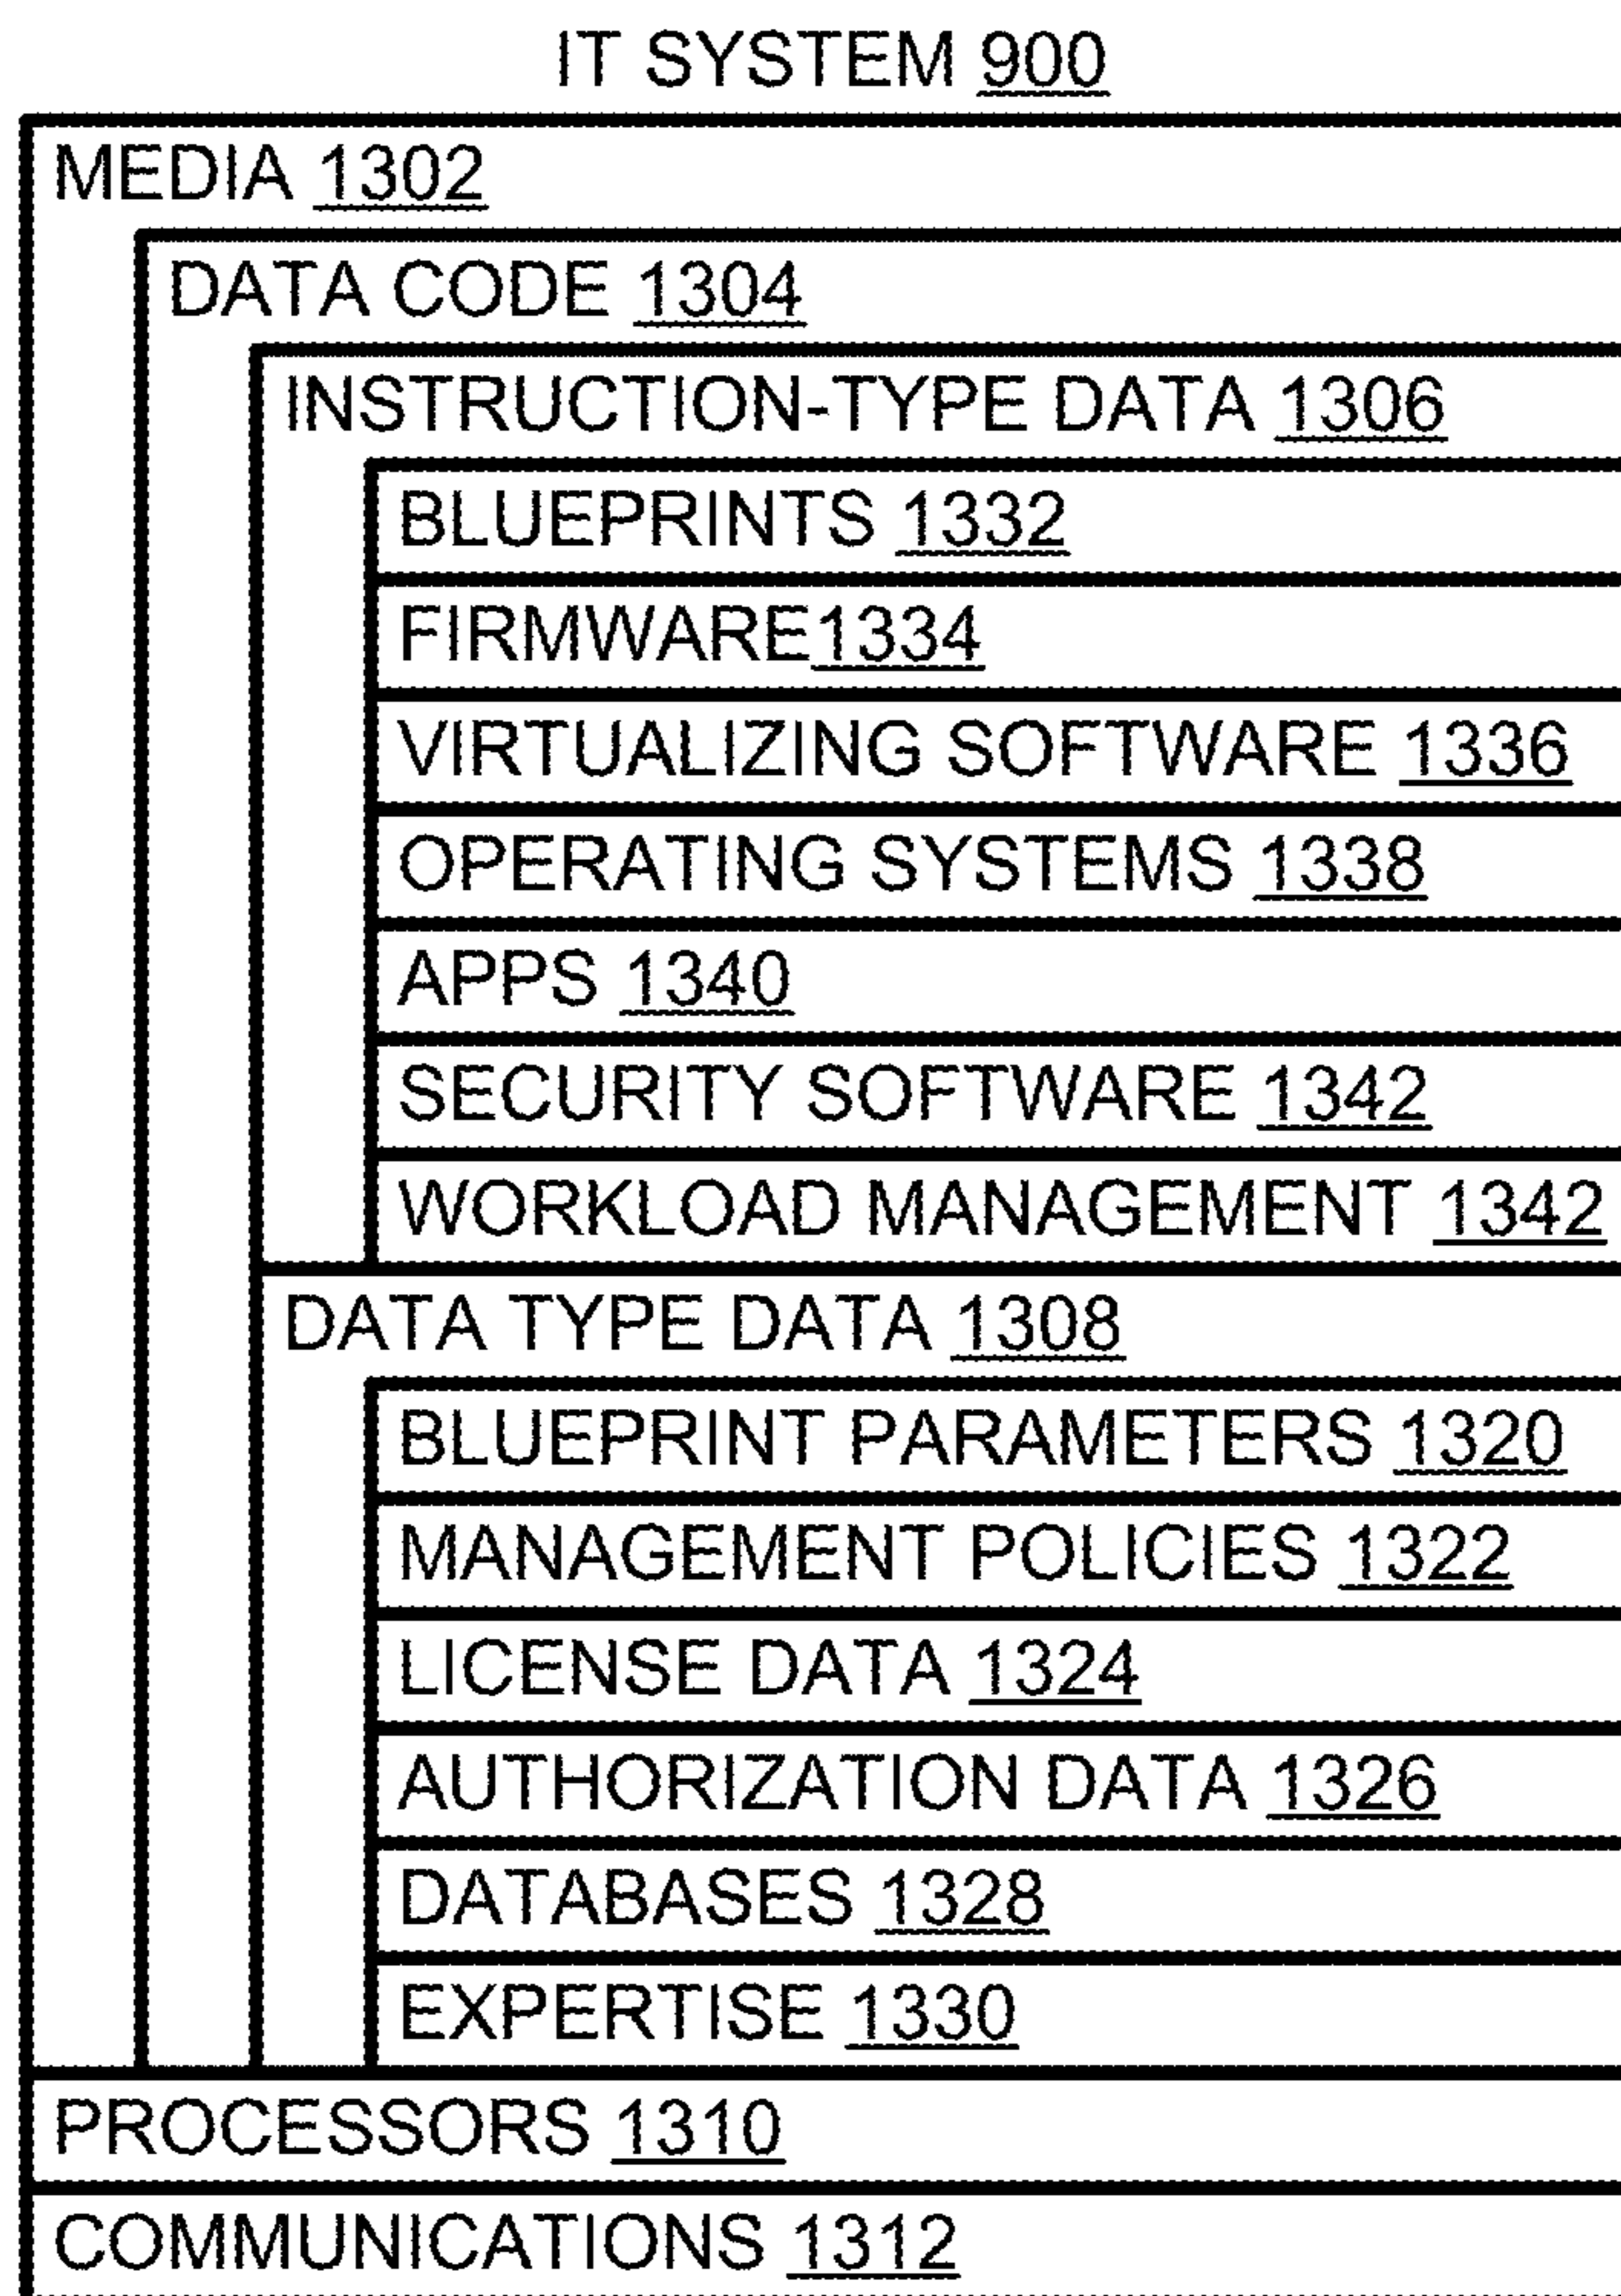 IT SYSTEM 900
MEDIA 1302
DATA CODE 1304
INSTRUCTION-TYPE DATA 1306
BLUEPRINTS 1332
FIRMWARE1334
VIRTUALIZING SOFTWARE 1336
OPERATING SYSTEMS 1338
APPS 1340
SECURITY SOFTWARE 1342
WORKLOAD MANAGEMENT 1342
DATA TYPE DATA 1308
BLUEPRINT PARAMETERS 1320
MANAGEMENT POLICIES 1322
LICENSE DATA 1324
AUTHORIZATION DATA 1326
DATABASES 1328
EXPERTISE 1330
PROCESSORS 1310
COMMUNICATIONS 1312